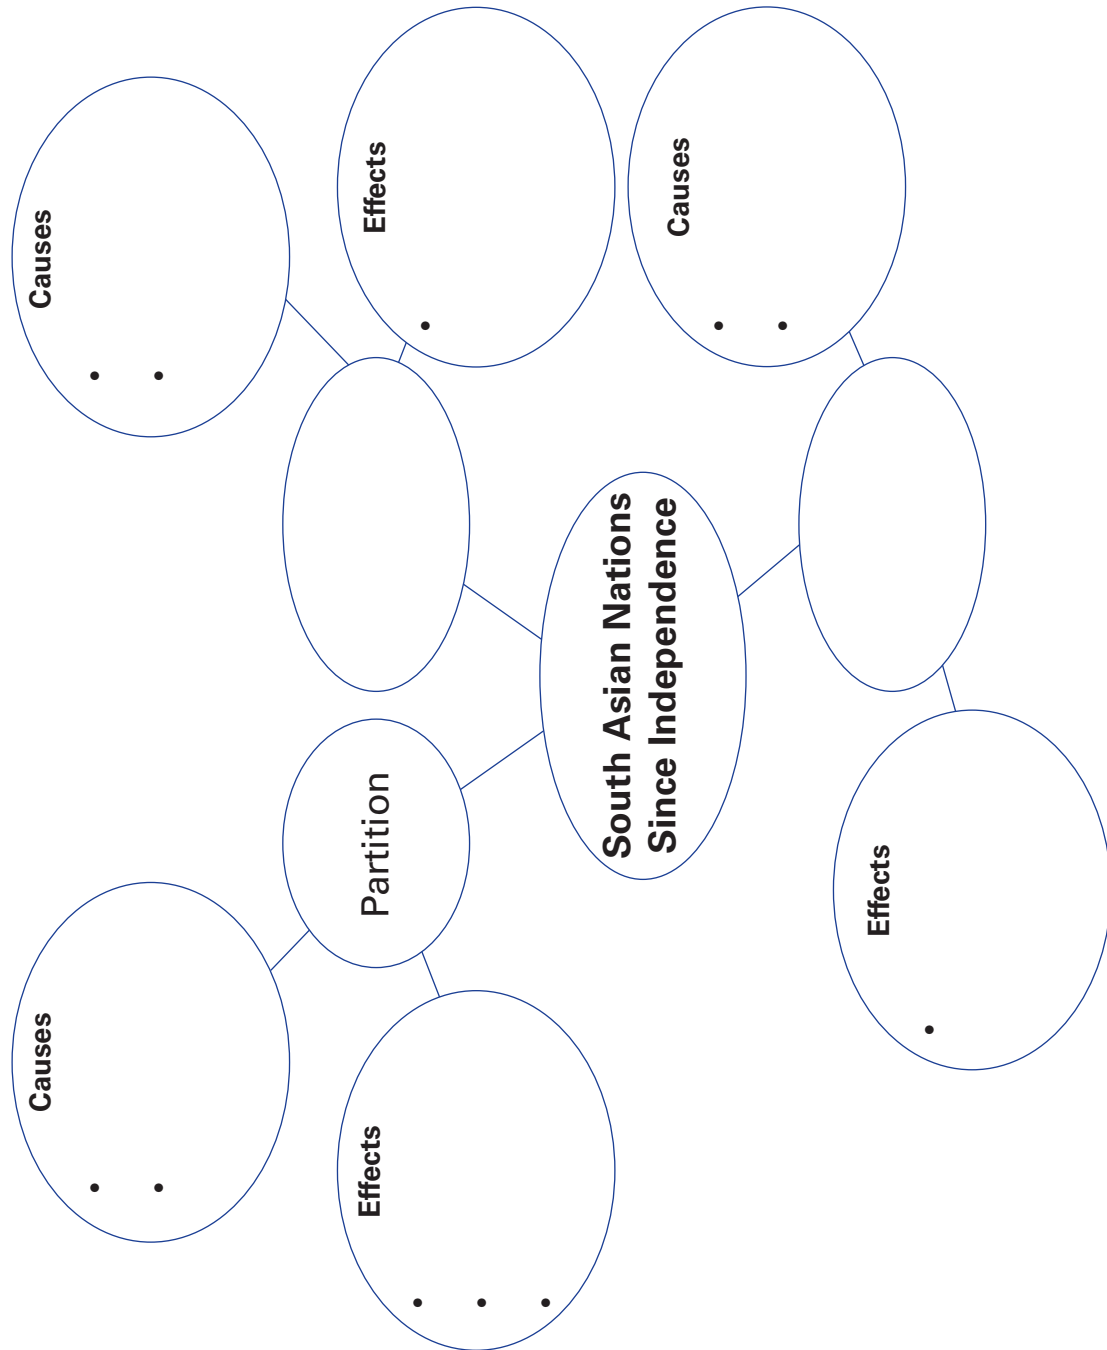 Causes
Causes
Effects
Partition
Effects
South Asian Nations
Since Independence
Causes
Effects